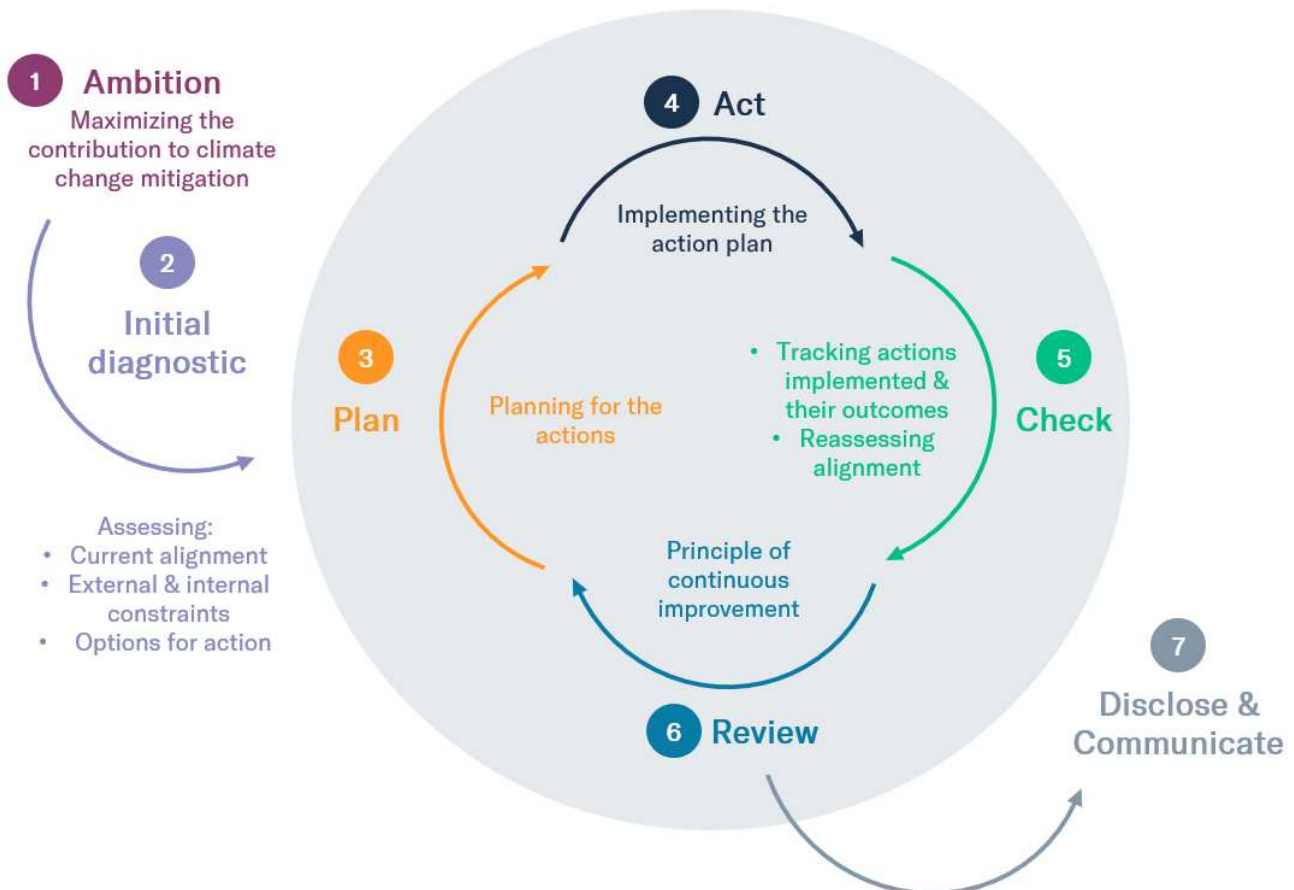 1 Ambition
Maximizing the
contribution to climate
change mitigation
2
Initial
diagnostic
Assessing:
• Current alignment
• External & internal
constraints
• Options for action
3
Plan
Planning for the
actions
4 Act
Implementing the
action plan
5
Check
• Tracking actions
implemented &
their outcomes
• Reassessing
alignment
6 Review
Principle of
continuous
improvement
7
Disclose &
Communicate